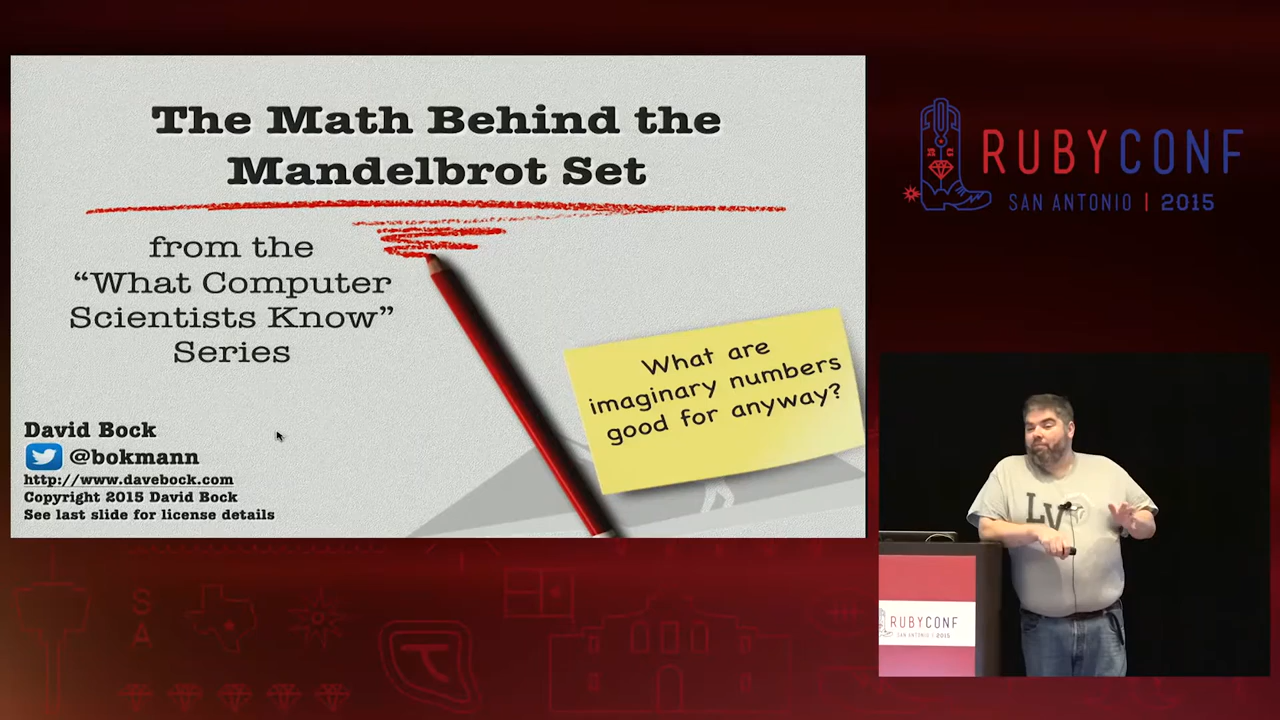 The Math Behind the
Mandelbrot Set
from the
“What Computer
Scientists Know”
Series
What are
imaginary numbers
good for anyway?
David Bock
@bokmann
http://www.davebock.com
Copyright 2015 David Bock
See last slide for license details
RUBYCONF
SAN ANTONIO | 2015
LV
RUBYCONF
SAN ANTONIO | 2015
S
A